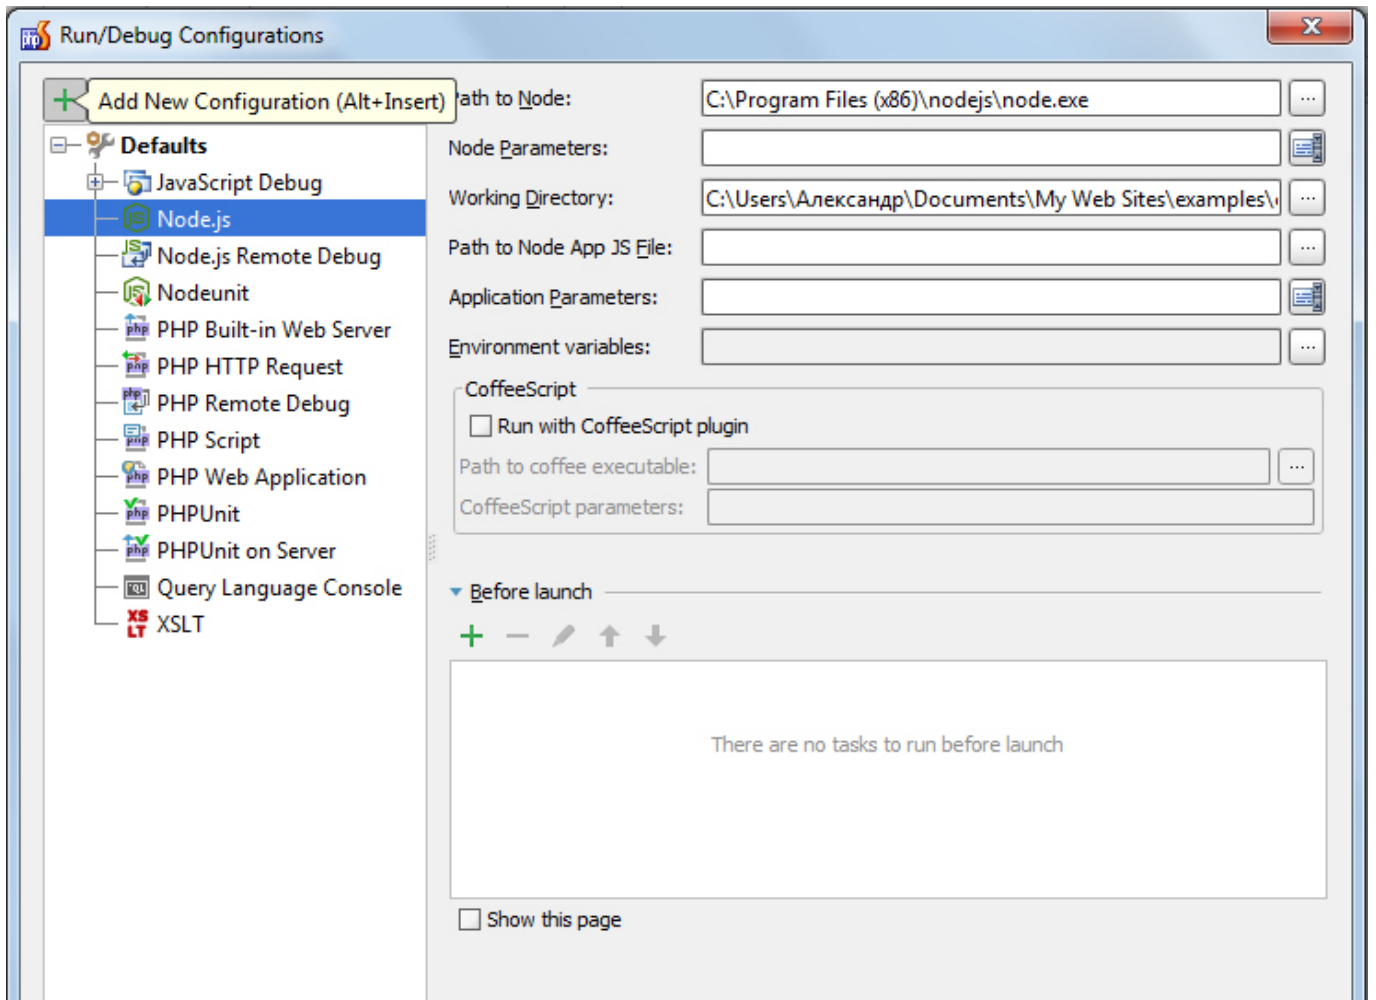 Run/Debug Configurations
Add New Configuration (Alt+Insert)
Path to Node:
C:\Program Files (x86)\nodejs\node.exe
Defaults
JavaScript Debug
Node.js
Node.js Remote Debug
Nodeunit
PHP Built-in Web Server
PHP HTTP Request
PHP Remote Debug
PHP Script
PHP Web Application
PHPUnit
PHPUnit on Server
Query Language Console
XSLT
Node Parameters:
Working Directory:
C:\Users\Александр\Documents\My Web Sites\examples\
Path to Node App JS File:
Application Parameters:
Environment variables:
CoffeeScript
Run with CoffeeScript plugin
Path to coffee executable:
CoffeeScript parameters:
Before launch
There are no tasks to run before launch
Show this page